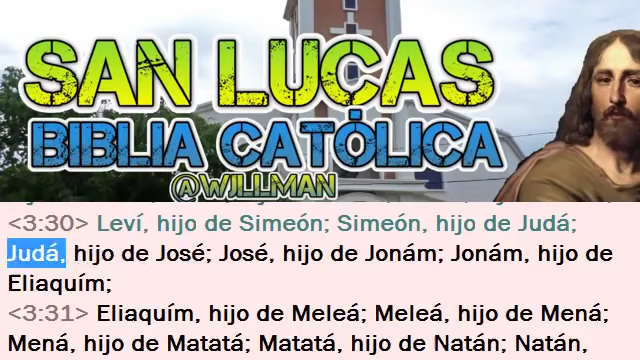 SAN LUCAS
BIBLIA CATÓLICA
@WJLLMAN
<3:30> Leví, hijo de Simeón; Simeón, hijo de Judá;
Judá, hijo de José; José, hijo de Jonám; Jonám, hijo de
Eliaquím;
<3:31> Eliaquím, hijo de Meleá; Meleá, hijo de Mená;
Mená, hijo de Matatá; Matatá, hijo de Natán; Natán,